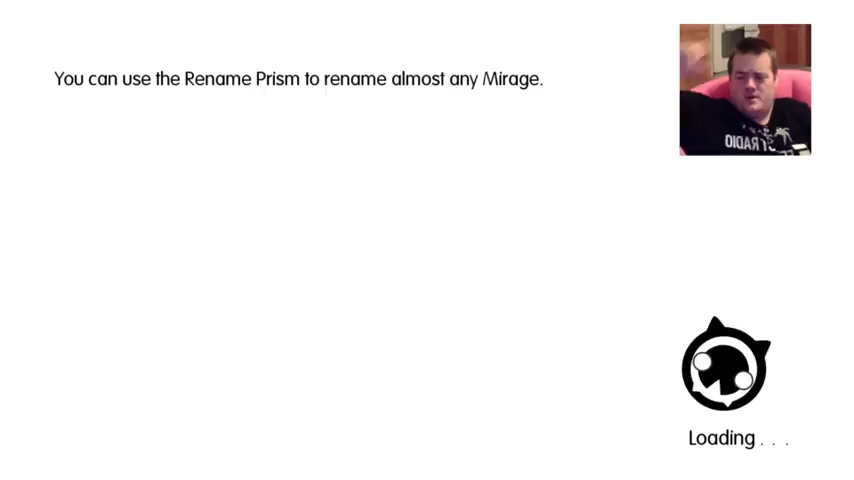 You can use the Rename Prism to rename almost any Mirage.
RADIO
Loading . . .